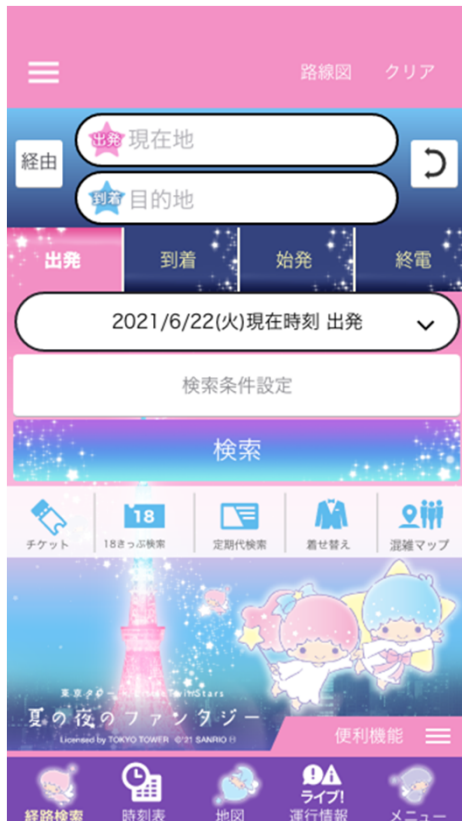 路線図 クリア
経由
出発 現在地
到着 目的地
出発 到着 始発 終電
2021/6/22(火)現在時刻 出発
検索条件設定
検索
18
チケット 18きっぷ検索 定期代検索 着せ替え 混雑マップ
東京タワー
TwinStars
夏の夜のファンタジー
Licensed by TOKYO TOWER ©'21 SANRIO
便利機能
ライブ!
経路検索 時刻表 地図 運行情報 メニュー